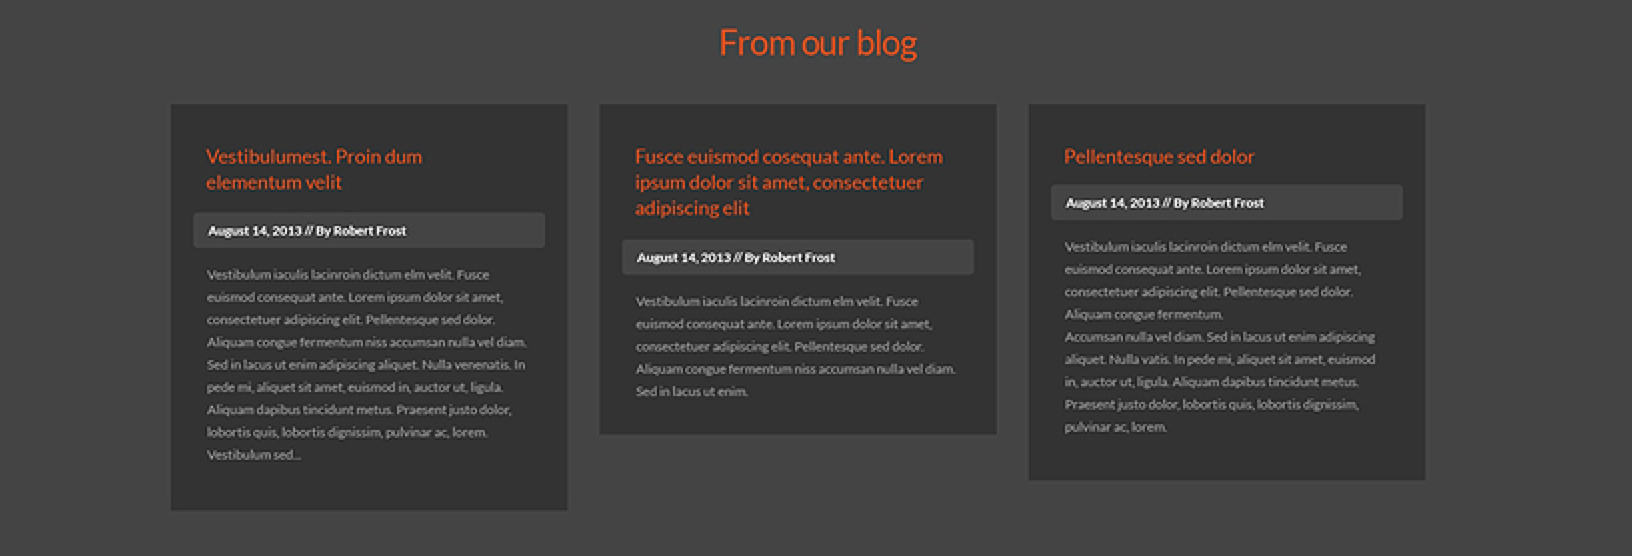 From our blog
Vestibulumest. Proin dum
elementum velit
August 14, 2013 // By Robert Frost
Vestibulum iaculis lacinroin dictum elm velit. Fusce
euismod consequat ante. Lorem ipsum dolor sit amet,
consectetuer adipiscing elit. Pellentesque sed dolor.
Aliquam congue fermentum niss accumsan nulla vel diam.
Sed in lacus ut enim adipiscing aliquet. Nulla venenatis. In
pede mi, aliquet sit amet, euismod in, auctor ut, ligula.
Aliquam dapibus tincidunt metus. Praesent justo dolor,
lobortis quis, lobortis dignissim, pulvinar ac, lorem.
Vestibulum sed...
Fusce euismod cosequat ante. Lorem
ipsum dolor sit amet, consectetuer
adipiscing elit
August 14, 2013 // By Robert Frost
Vestibulum iaculis lacinroin dictum elm velit. Fusce
euismod consequat ante. Lorem ipsum dolor sit amet,
consectetuer adipiscing elit. Pellentesque sed dolor.
Aliquam congue fermentum niss accumsan nulla vel diam.
Sed in lacus ut enim.
Pellentesque sed dolor
August 14, 2013 // By Robert Frost
Vestibulum iaculis lacinroin dictum elm velit. Fusce
euismod consequat ante. Lorem ipsum dolor sit amet,
consectetuer adipiscing elit. Pellentesque sed dolor.
Aliquam congue fermentum.
Accumsan nulla vel diam. Sed in lacus ut enim adipiscing
aliquet. Nulla vatis. In pede mi, aliquet sit amet, euismod
in, auctor ut, ligula. Aliquam dapibus tincidunt metus.
Praesent justo dolor, lobortis quis, lobortis dignissim,
pulvinar ac, lorem.